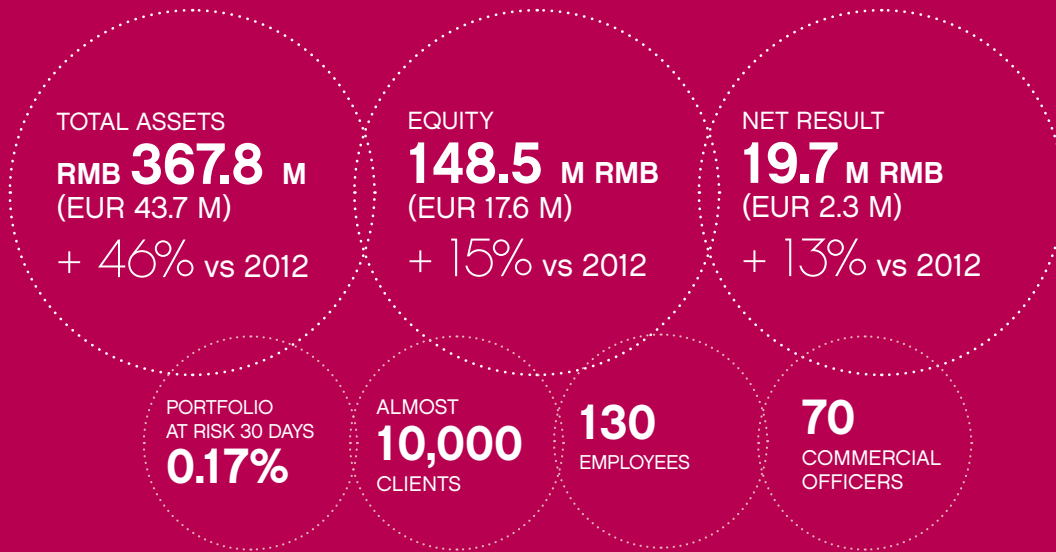 TOTAL ASSETS
RMB 367.8 M
(EUR 43.7 M)
+ 46% vs 2012
EQUITY
148.5 M RMB
(EUR 17.6 M)
+ 15% vs 2012
NET RESULT
19.7 M RMB
(EUR 2.3 M)
+ 13% vs 2012
PORTFOLIO
AT RISK 30 DAYS
0.17%
ALMOST
10,000
CLIENTS
130
EMPLOYEES
70
COMMERCIAL
OFFICERS